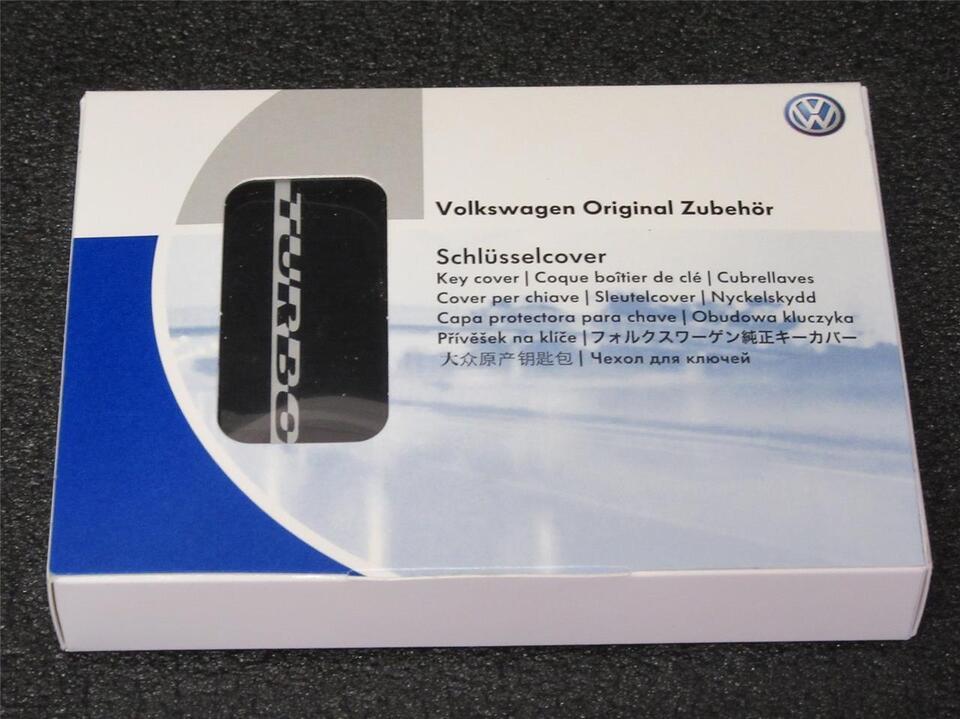 Volkswagen Original Zubehör
Schlüsselcover
Key cover | Coque boîtier de clé | Cubrellaves
Cover per chiave | Sleutelcover | Nyckelskydd
Capa protectora para chave | Obudowa kluczyka
Přívěšek na klíče | フォルクスワーゲン純正キーカバー
大众原产钥匙包 | Чехол для ключей
TURBO